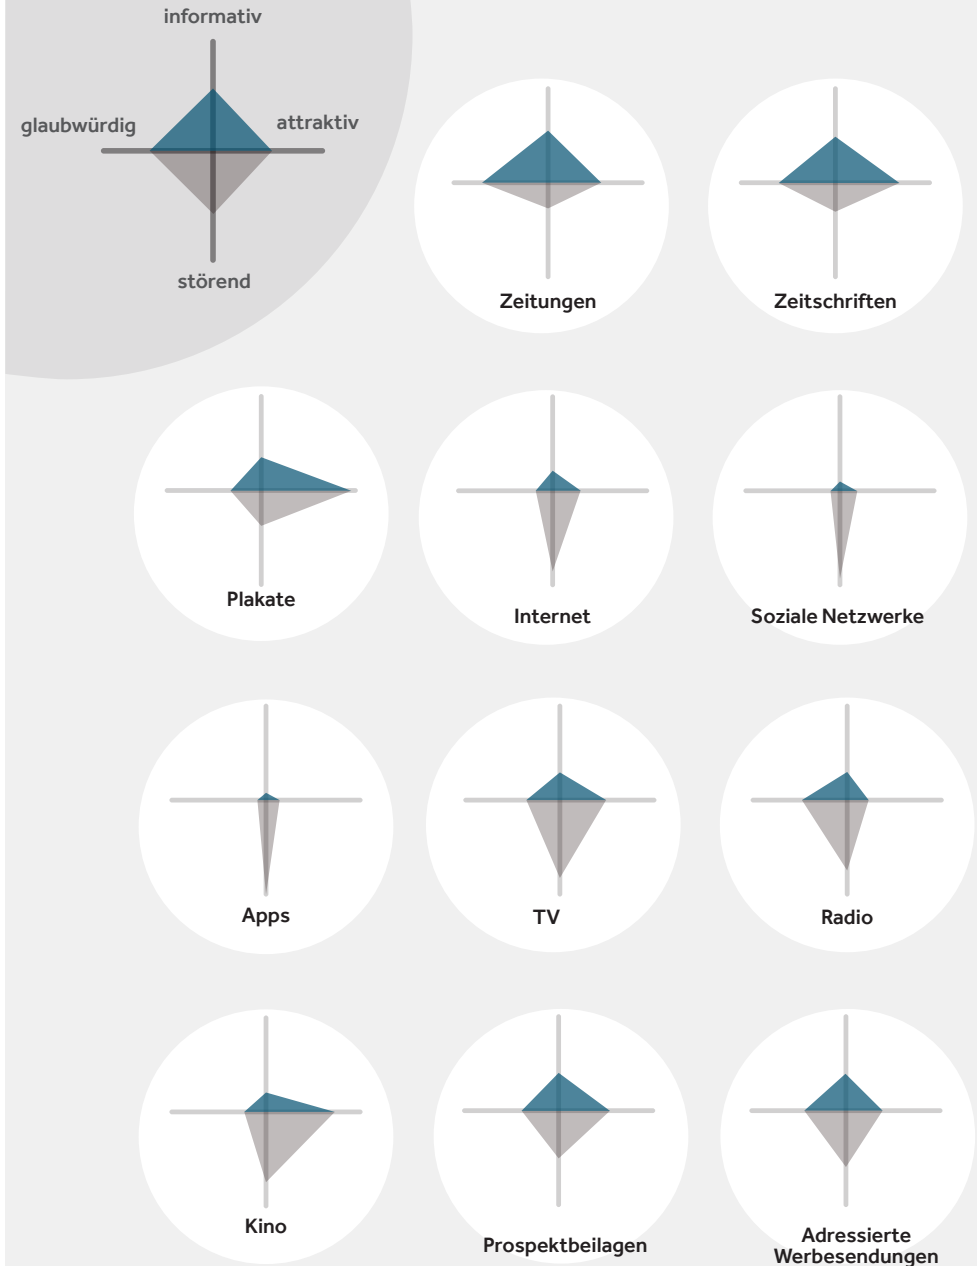 informativ
glaubwürdig
attraktiv
störend
Zeitungen
Zeitschriften
Plakate
Internet
Soziale Netzwerke
Apps
TV
Radio
Kino
Prospektbeilagen
Adressierte
Werbesendungen